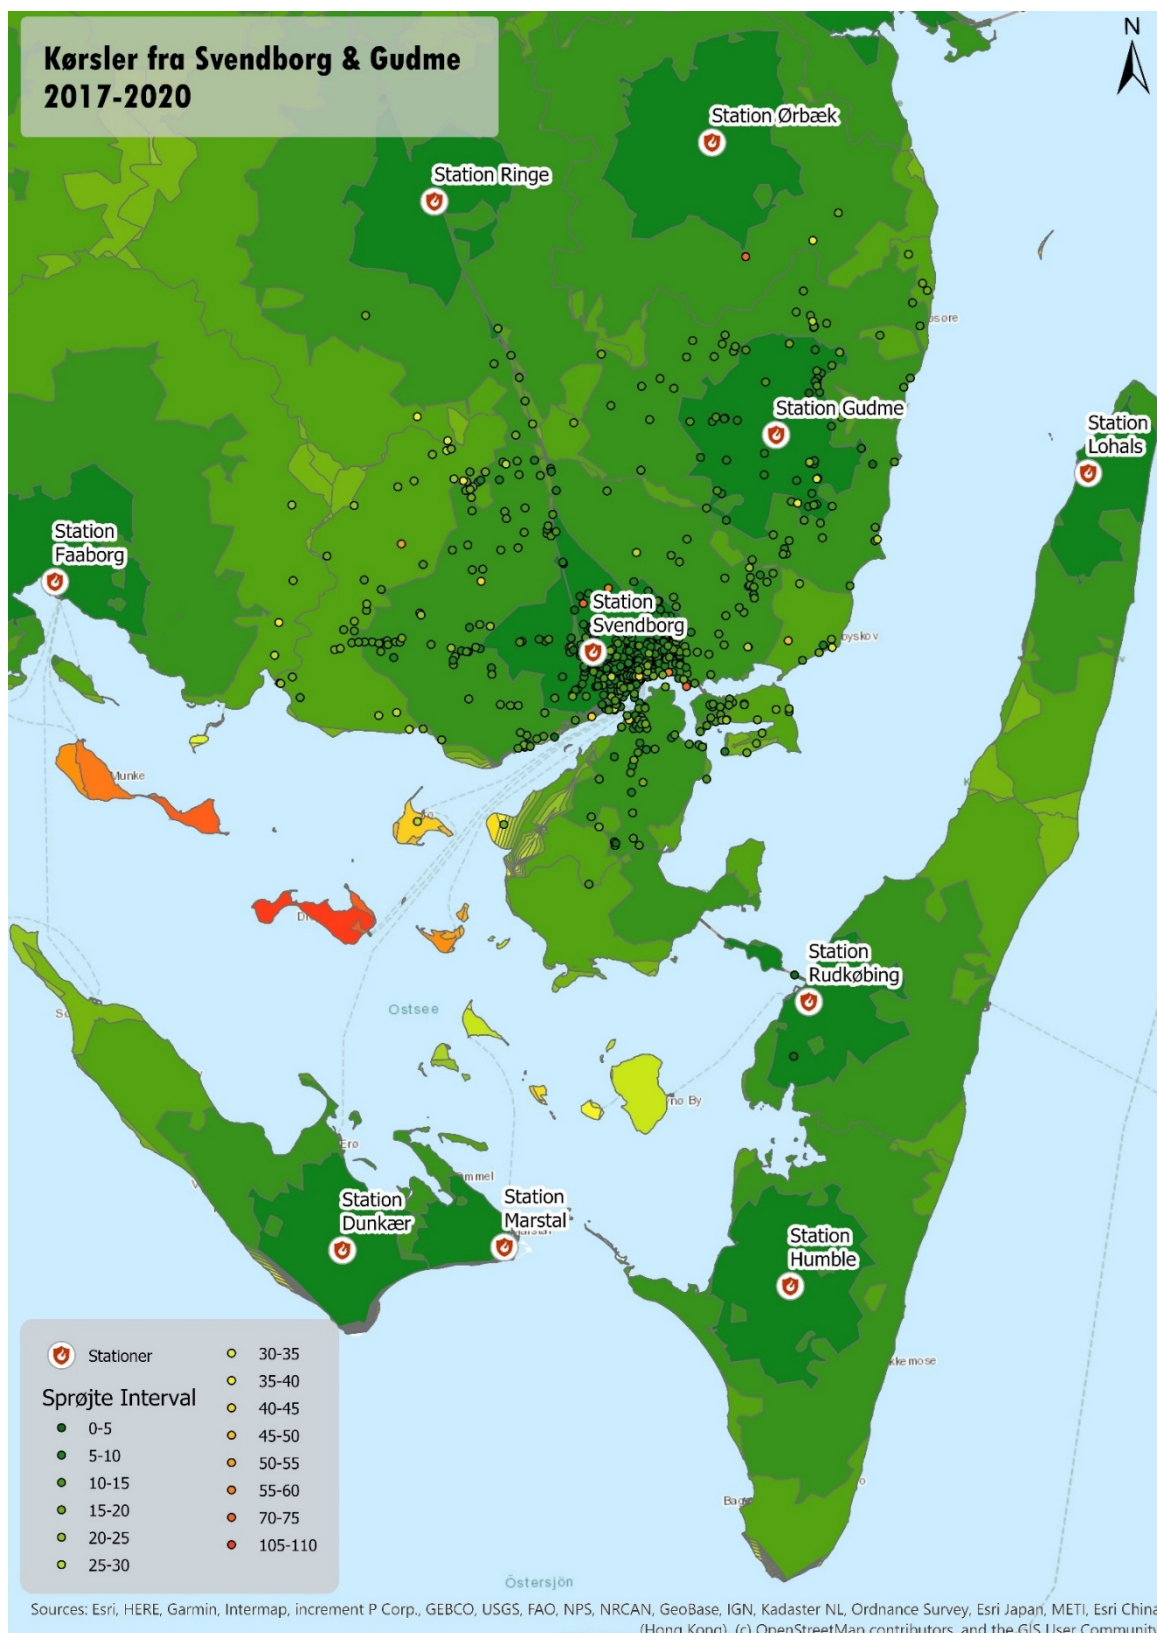 Kørsler fra Svendborg & Gudme
2017-2020
N
Station Ørbæk
Station Ringe
Station Gudme
Station
Lohals
Station
Faaborg
Station
Svendborg
byskov
Munke
Station
Rudkøbing
Ostsee
nø By
Station
Dunkær
Station
Marstal
Station
Humble
kkemose
Stationer
Sprøjte Interval
0-5
5-10
10-15
15-20
20-25
25-30
30-35
35-40
40-45
45-50
50-55
55-60
70-75
105-110
Östersjön
Sources: Esri, HERE, Garmin, Intermap, increment P Corp., GEBCO, USGS, FAO, NPS, NRCAN, GeoBase, IGN, Kadaster NL, Ordnance Survey, Esri Japan, METI, Esri China
(Hong Kong), (c) OpenStreetMap contributors, and the GIS User Community